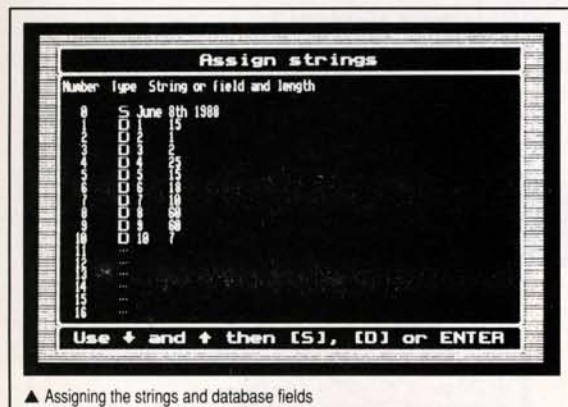 Assign strings
Number Type String or field and length
0 S June 8th 1988
1 D 1 15
2 D 2 1
3 D 3 2
4 D 4 25
5 D 5 15
6 D 6 18
7 D 7 10
8 D 8 60
9 D 9 60
10 D 10 7
11 ...
12 ...
13 ...
14 ...
15 ...
16 ...
Use ↓ and ↑ then [S], [D] or ENTER
▲ Assigning the strings and database fields